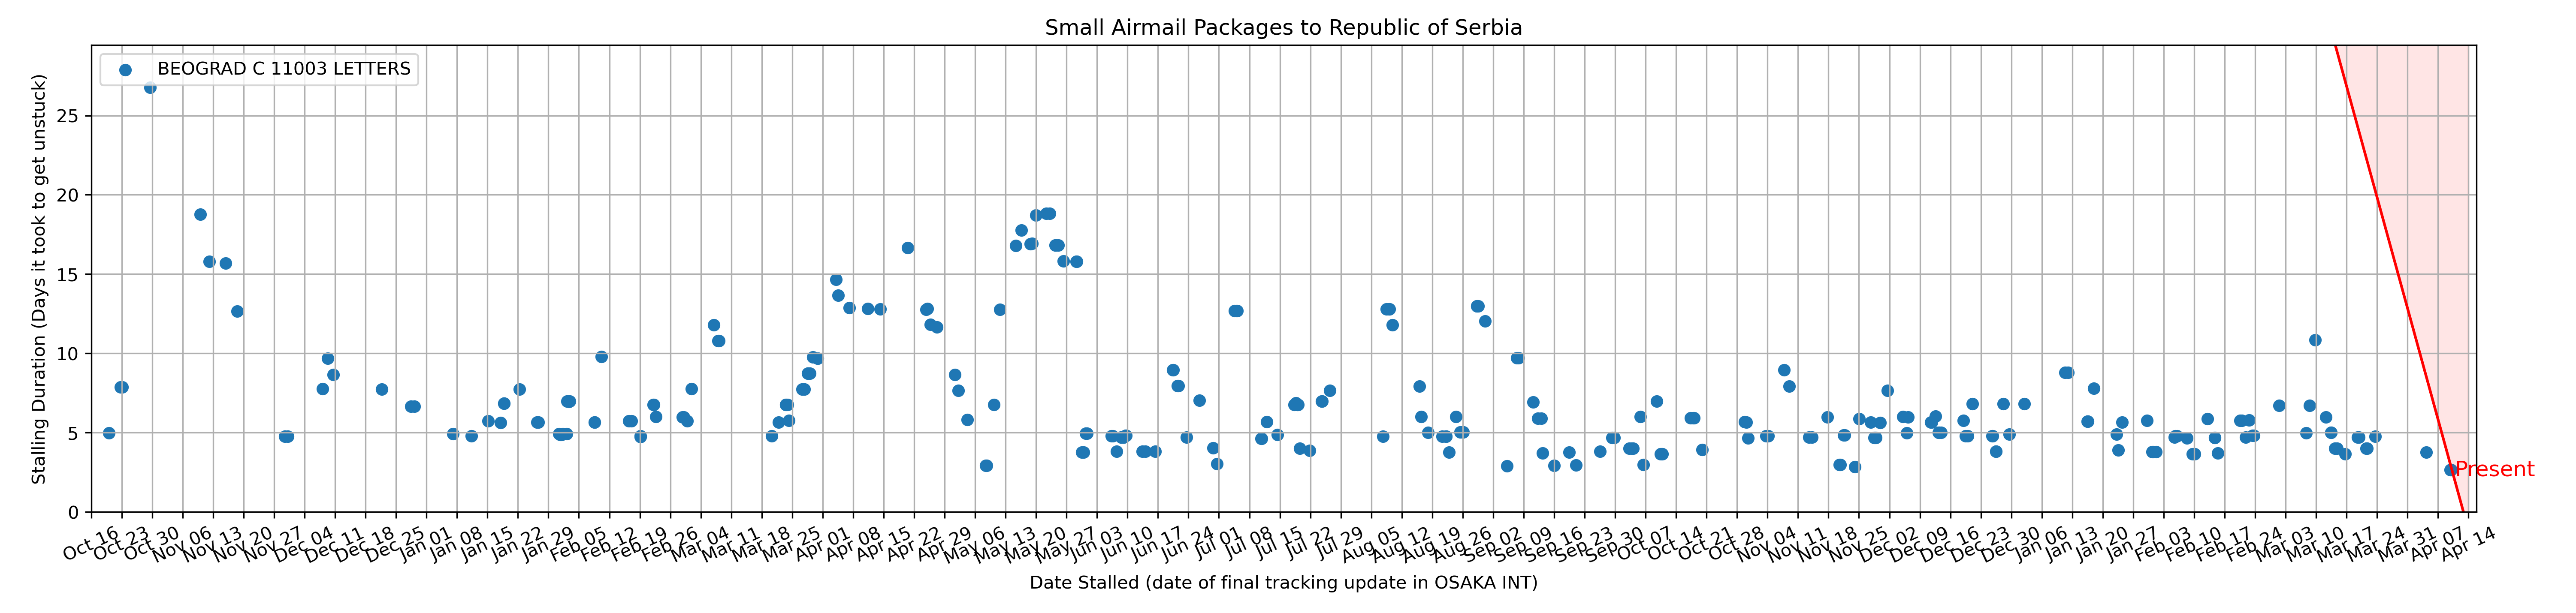 Small Airmail Packages to Republic of Serbia
BEOGRAD C 11003 LETTERS
Stalling Duration (Days it took to get unstuck)
25
20
15
10
5
0
Present
Oct 16 Oct 23 Oct 30 Nov 06 Nov 13 Nov 20 Nov 27 Dec 04 Dec 11 Dec 18 Dec 25 Jan 01 Jan 08 Jan 15 Jan 22 Jan 29 Feb 05 Feb 12 Feb 19 Feb 26 Mar 04 Mar 11 Mar 18 Mar 25 Apr 01 Apr 08 Apr 15 Apr 22 Apr 29 May 06 May 13 May 20 May 27 Jun 03 Jun 10 Jun 17 Jun 24 Jul 01 Jul 08 Jul 15 Jul 22 Jul 29 Aug 05 Aug 12 Aug 19 Aug 26 Sep 02 Sep 09 Sep 16 Sep 23 Sep 30 Oct 07 Oct 14 Oct 21 Oct 28 Nov 04 Nov 11 Nov 18 Nov 25 Dec 02 Dec 09 Dec 16 Dec 23 Dec 30 Jan 06 Jan 13 Jan 20 Jan 27 Feb 03 Feb 10 Feb 17 Feb 24 Mar 03 Mar 10 Mar 17 Mar 24 Mar 31 Apr 07 Apr 14
Date Stalled (date of final tracking update in OSAKA INT)